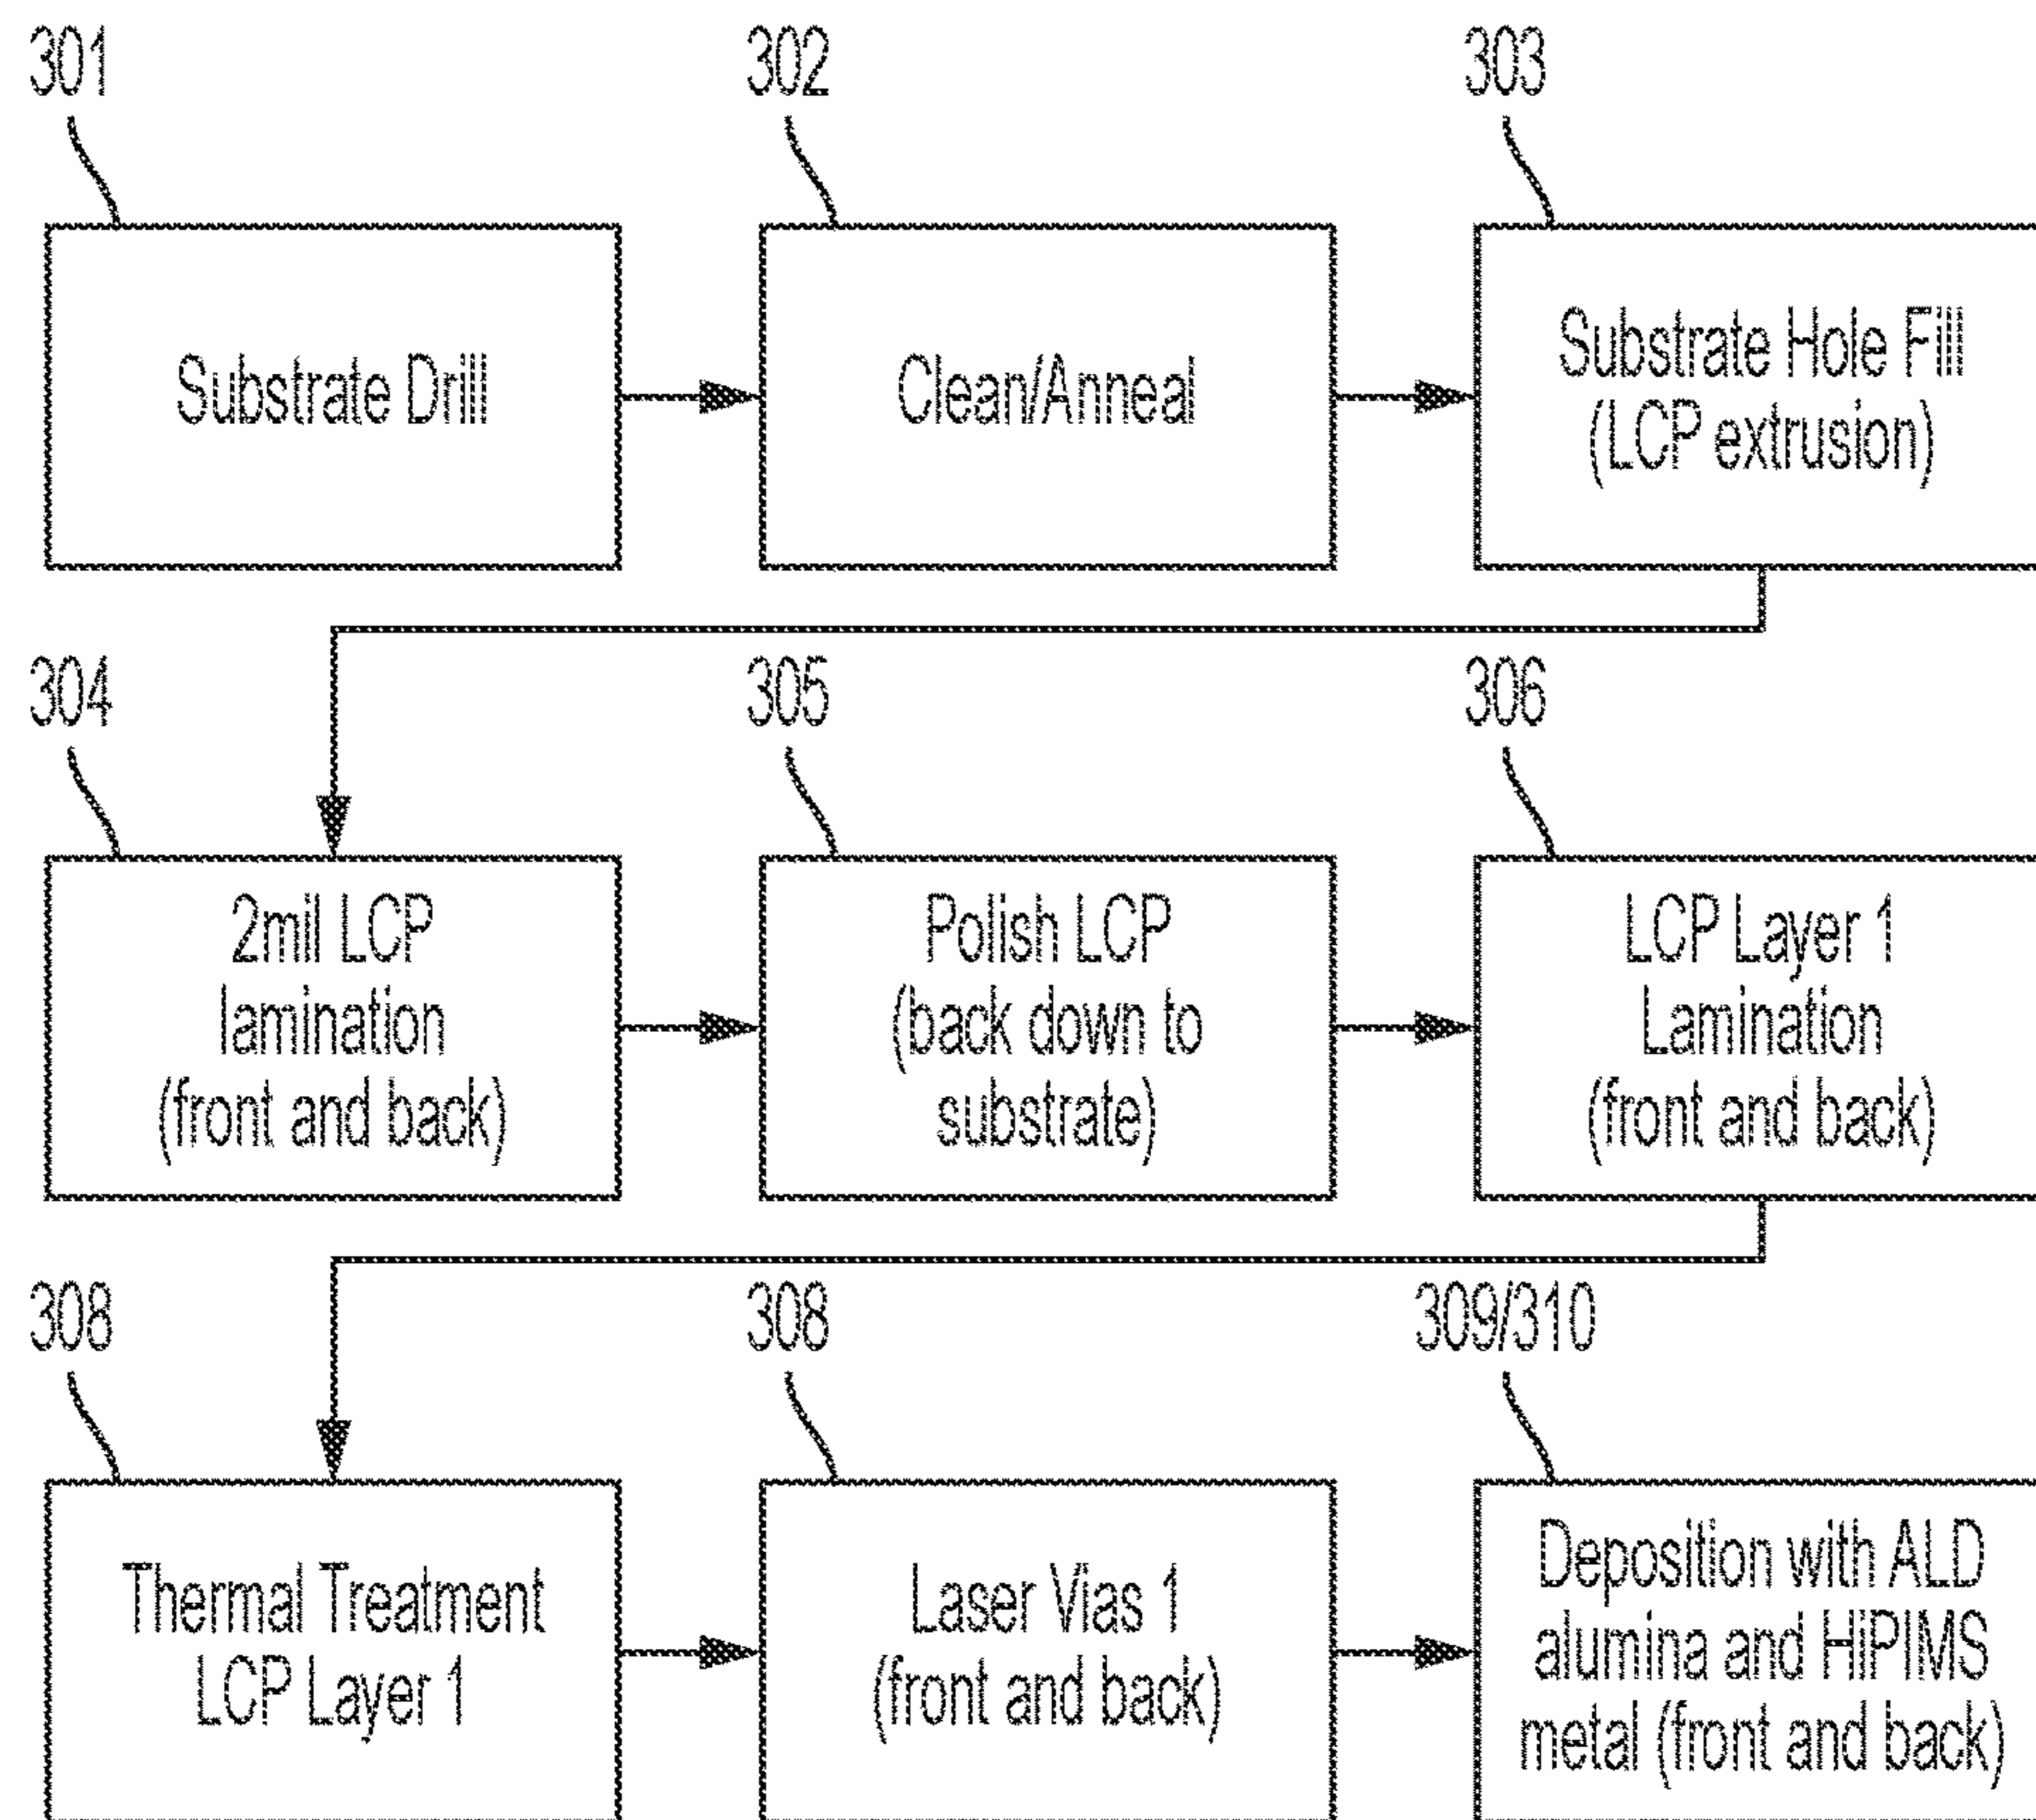 301
302
303
Substrate Drill
Clean/Anneal
Substrate Hole Fill
(LCP extrusion)
304
305
306
2mil LCP
lamination
(front and back)
Polish LCP
(back down to
substrate)
LCP Layer 1
Lamination
(front and back)
308
308
309/310
Thermal Treatment
LCP Layer 1
Laser Vias 1
(front and back)
Deposition with ALD
alumina and HiPIMS
metal (front and back)